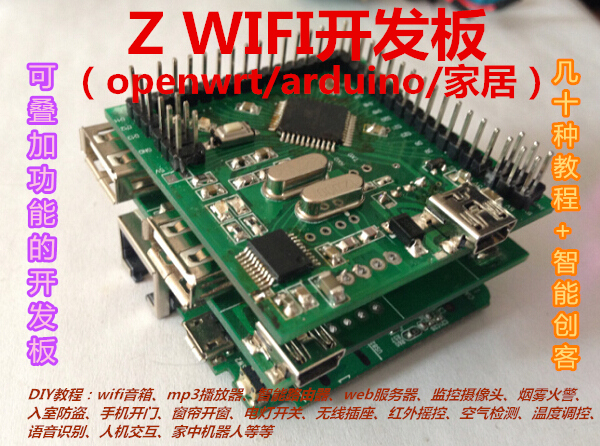 Z WIFI开发板
（openwrt/arduino/家居）
可叠加功能的开发板
几十种教程+智能创客
DIY教程：wifi音箱、mp3播放器、智能路由器、web服务器、监控摄像头、烟雾火警、
入室防盗、手机开门、窗帘开窗、电灯开关、无线插座、红外摇控、空气检测、温度调控、
语音识别、人机交互、家中机器人等等